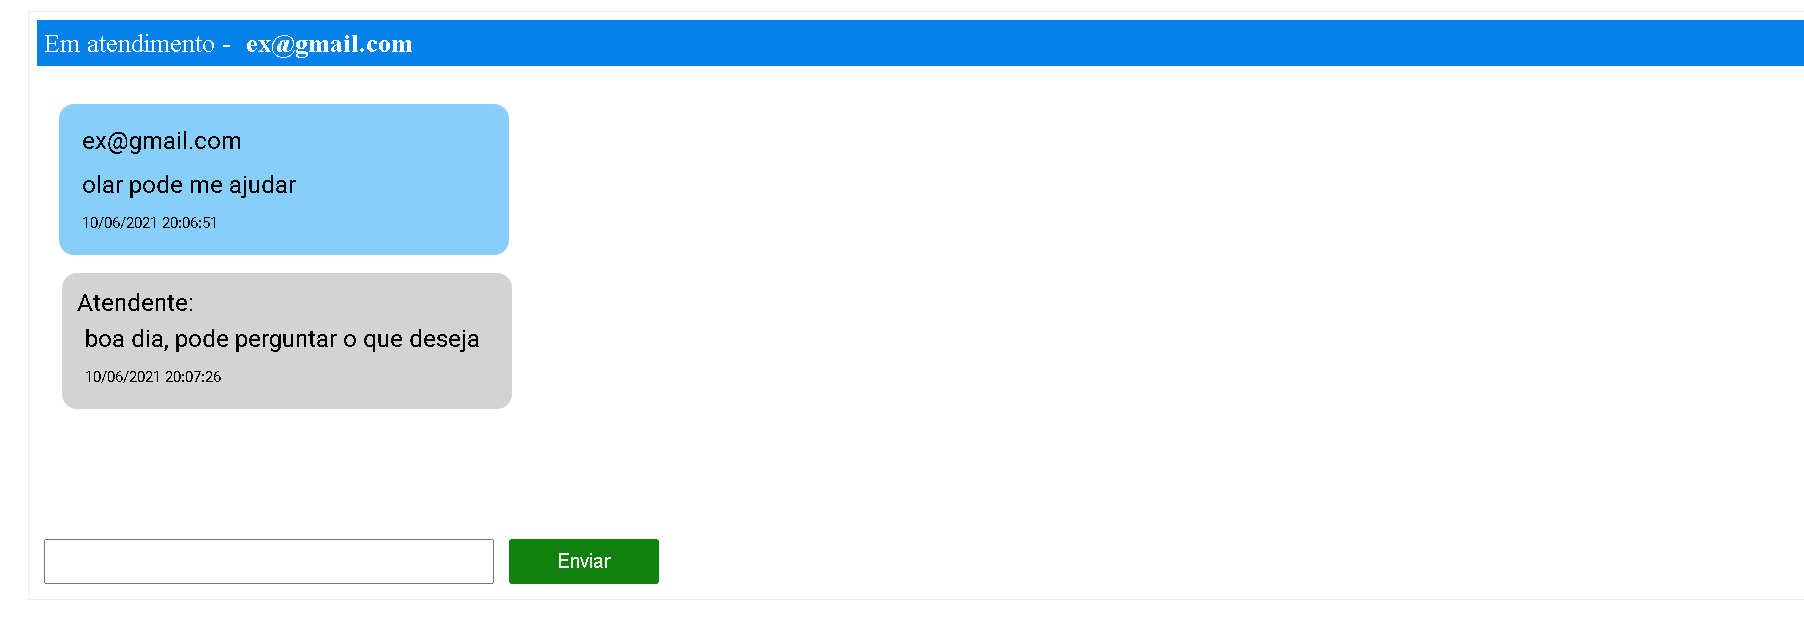 Em atendimento - ex@gmail.com
ex@gmail.com
olar pode me ajudar
10/06/2021 20:06:51
Atendente:
boa dia, pode perguntar o que deseja
10/06/2021 20:07:26
Enviar